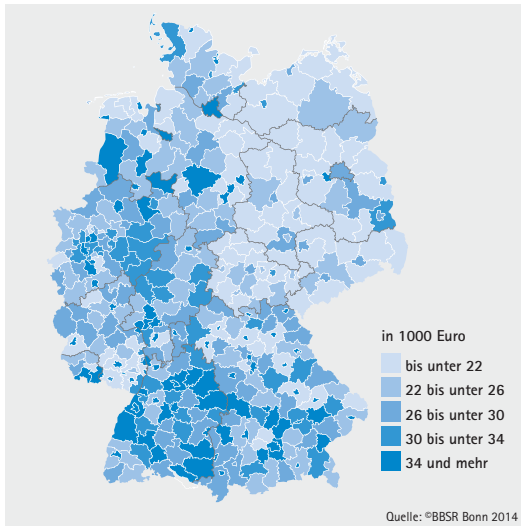 in 1000 Euro
bis unter 22
22 bis unter 26
26 bis unter 30
30 bis unter 34
34 und mehr
Quelle: ©BBSR Bonn 2014